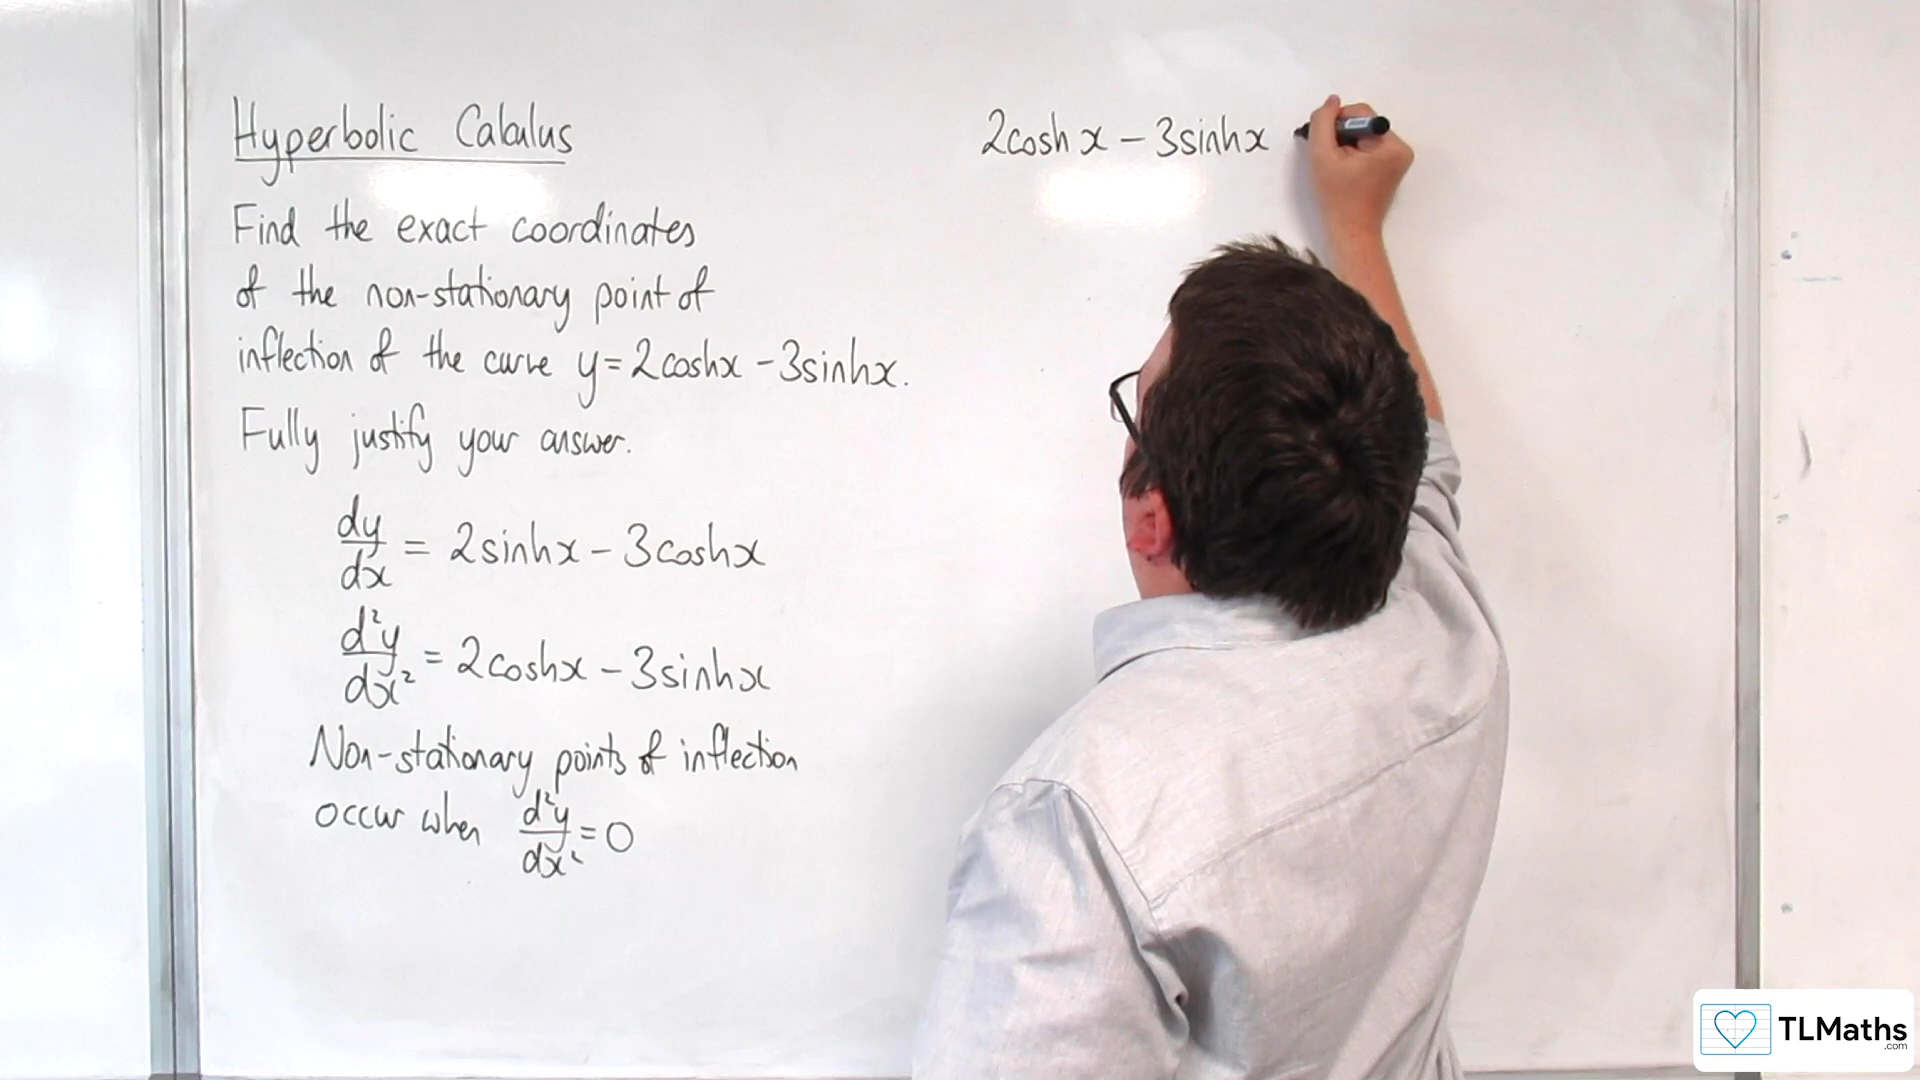 Hyperbolic Calculus
Find the exact coordinates
of the non-stationary point of
inflection of the curve y=2coshx -3sinhx.
Fully justify your answer.
dy/dx = 2sinhx - 3coshx
d²y/dx² = 2coshx - 3sinhx
Non-stationary points of inflection
occur when d²y/dx² = 0
2cosh x - 3sinhx
TLMaths
.com